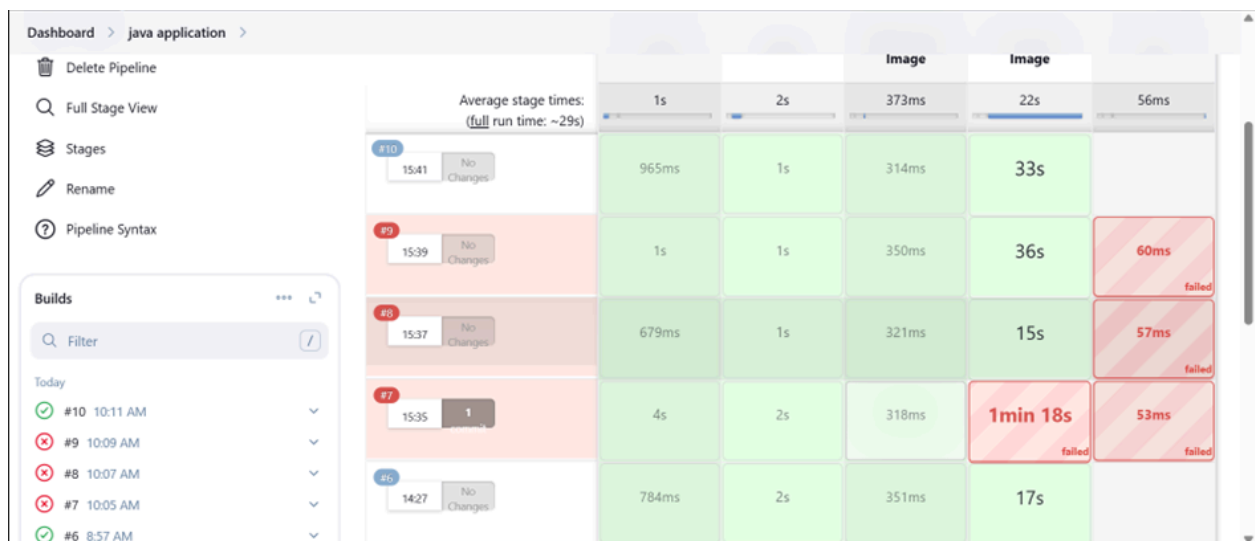 Dashboard > java application >
Delete Pipeline
Full Stage View
Stages
Rename
Pipeline Syntax
Builds
Filter /
Today
#10 10:11 AM
#9 10:09 AM
#8 10:07 AM
#7 10:05 AM
#6 8:57 AM
Image Image
Average stage times:
(full run time: ~29s)
1s 2s 373ms 22s 56ms
#10
15:41 No Changes 965ms 1s 314ms 33s
#9
15:39 No Changes 1s 1s 350ms 36s 60ms
failed
#8
15:37 No Changes 679ms 1s 321ms 15s 57ms
failed
#7
15:35 1 4s 2s 318ms 1min 18s 53ms
failed failed
#6
14:27 No Changes 784ms 2s 351ms 17s